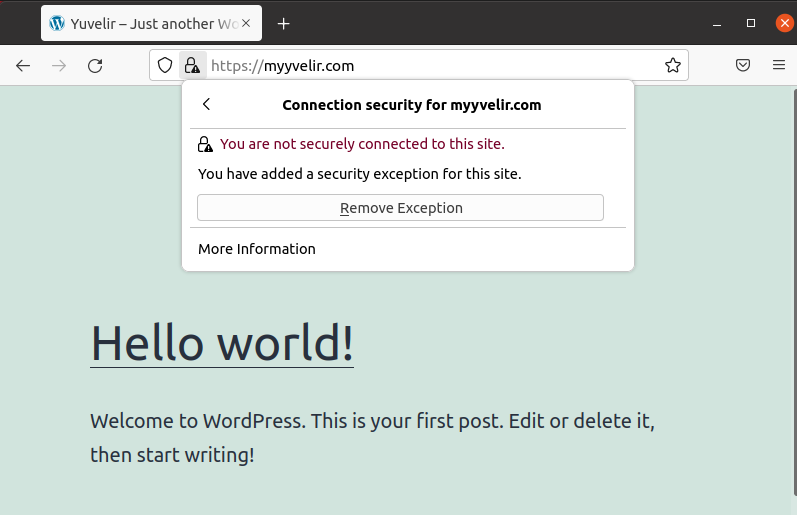 Yuvelir – Just another Wo
https://myyvelir.com
Connection security for myyvelir.com
You are not securely connected to this site.
You have added a security exception for this site.
Remove Exception
More Information
Hello world!
Welcome to WordPress. This is your first post. Edit or delete it,
then start writing!